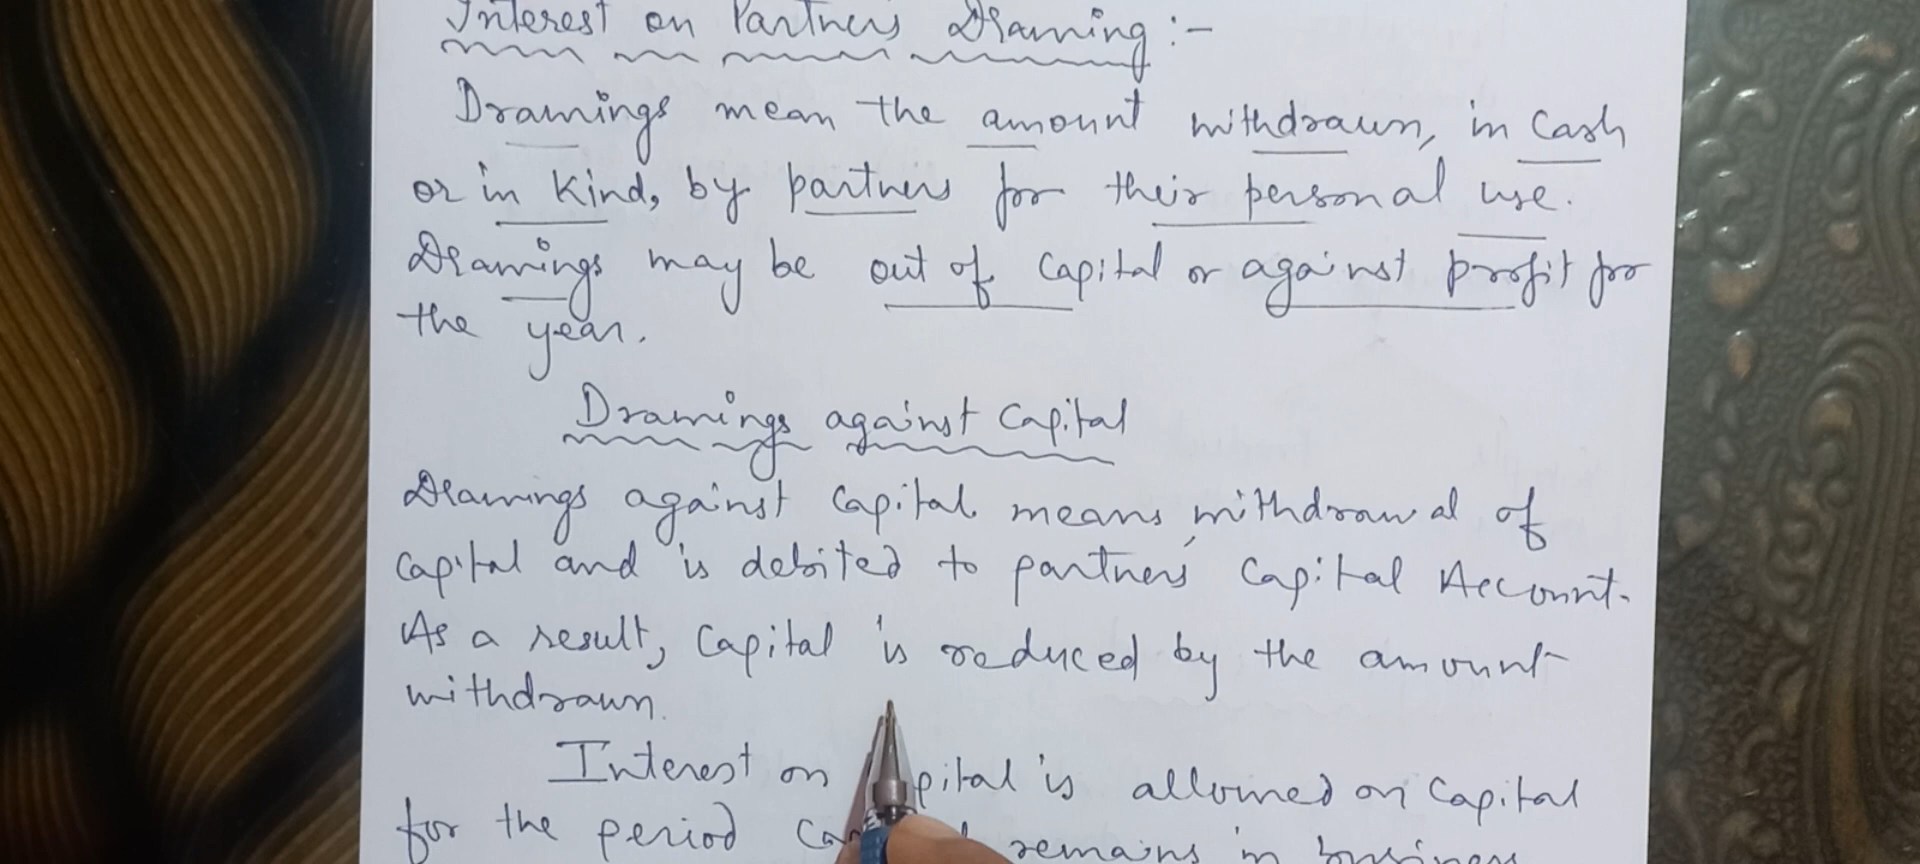 Interest on Partners Drawing :-
Drawings mean the amount withdrawn, in Cash
or in kind, by partners for their personal use.
Drawings may be out of Capital or against profit for
the year.
Drawings against Capital
Drawings against Capital means withdrawal of
Capital and is debited to partners' Capital Account.
As a result, Capital is reduced by the amount
withdrawn.
Interest on pital is allowed on Capital
for the period remains in business